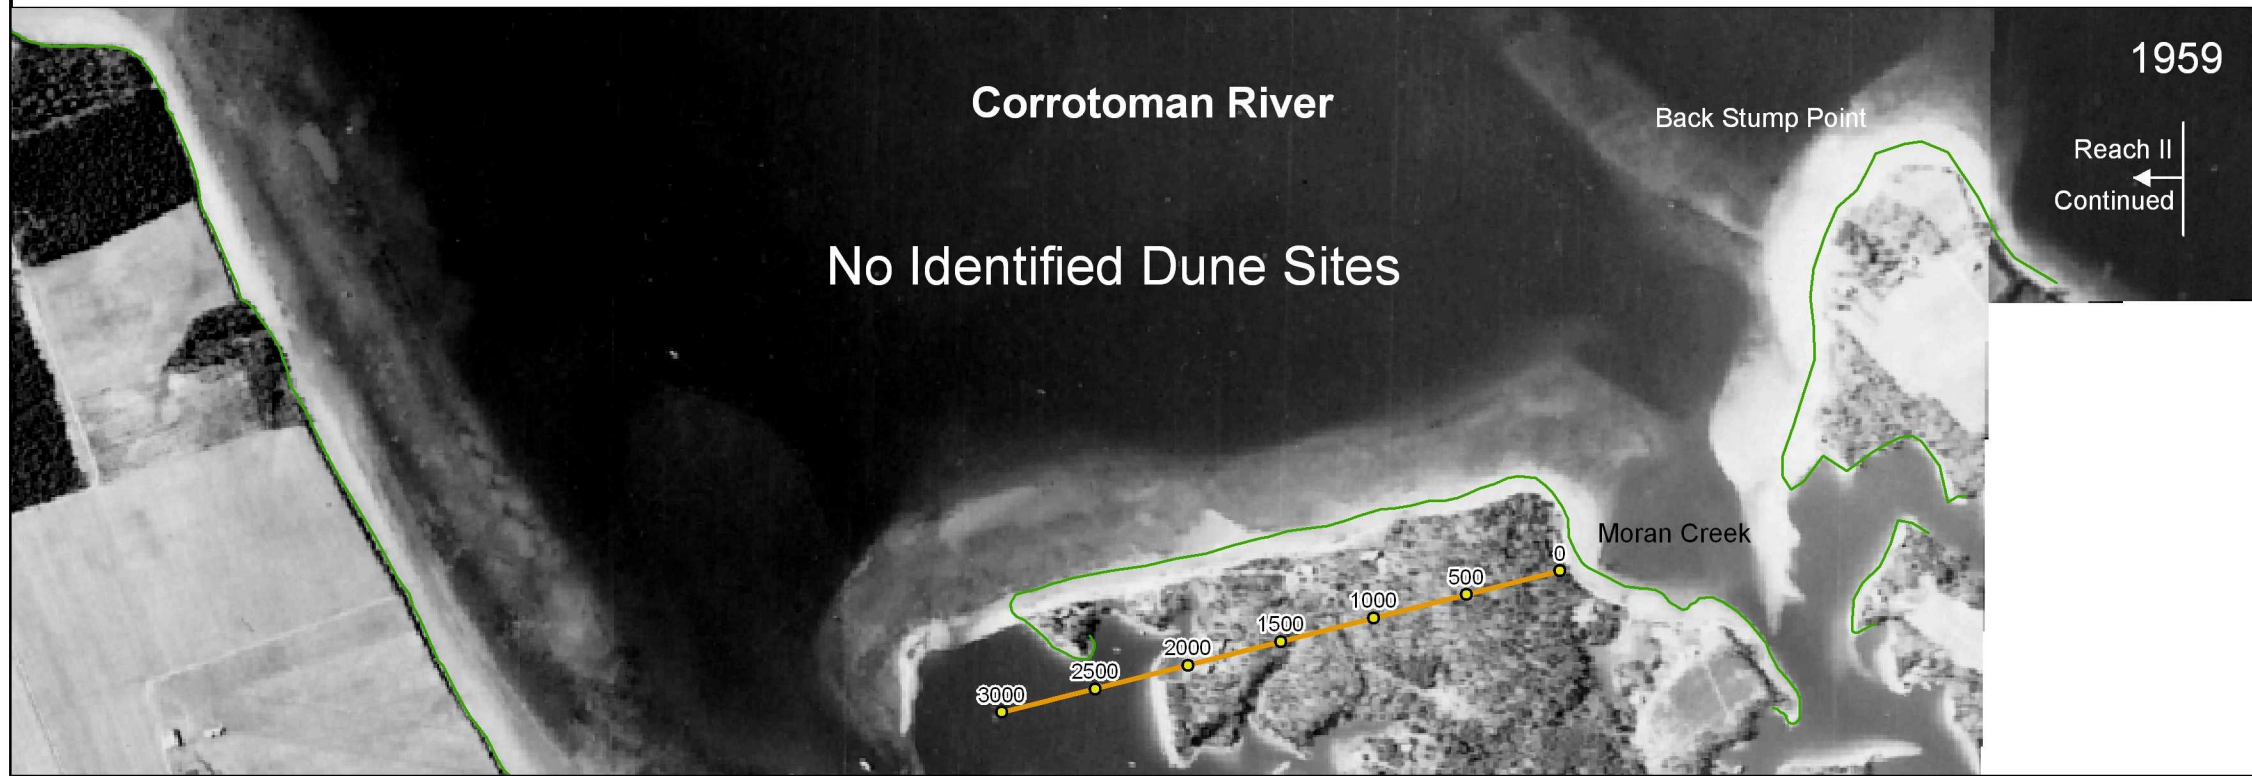 1959
Corrotoman River
Back Stump Point
Reach II
Continued
No Identified Dune Sites
Moran Creek
0
500
1000
1500
2000
2500
3000